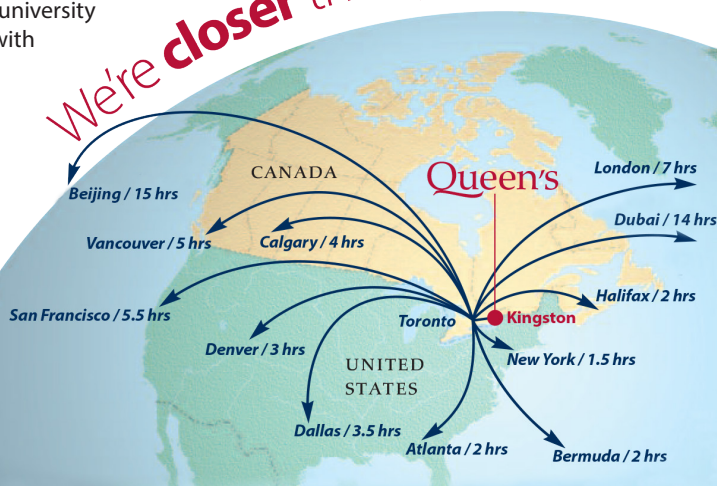 university
with
We're closer
CANADA
Queen's
London / 7 hrs
Beijing / 15 hrs
Dubai / 14 hrs
Vancouver / 5 hrs
Calgary / 4 hrs
Halifax / 2 hrs
San Francisco / 5.5 hrs
Toronto
Kingston
Denver / 3 hrs
New York / 1.5 hrs
UNITED
STATES
Dallas / 3.5 hrs
Atlanta / 2 hrs
Bermuda / 2 hrs